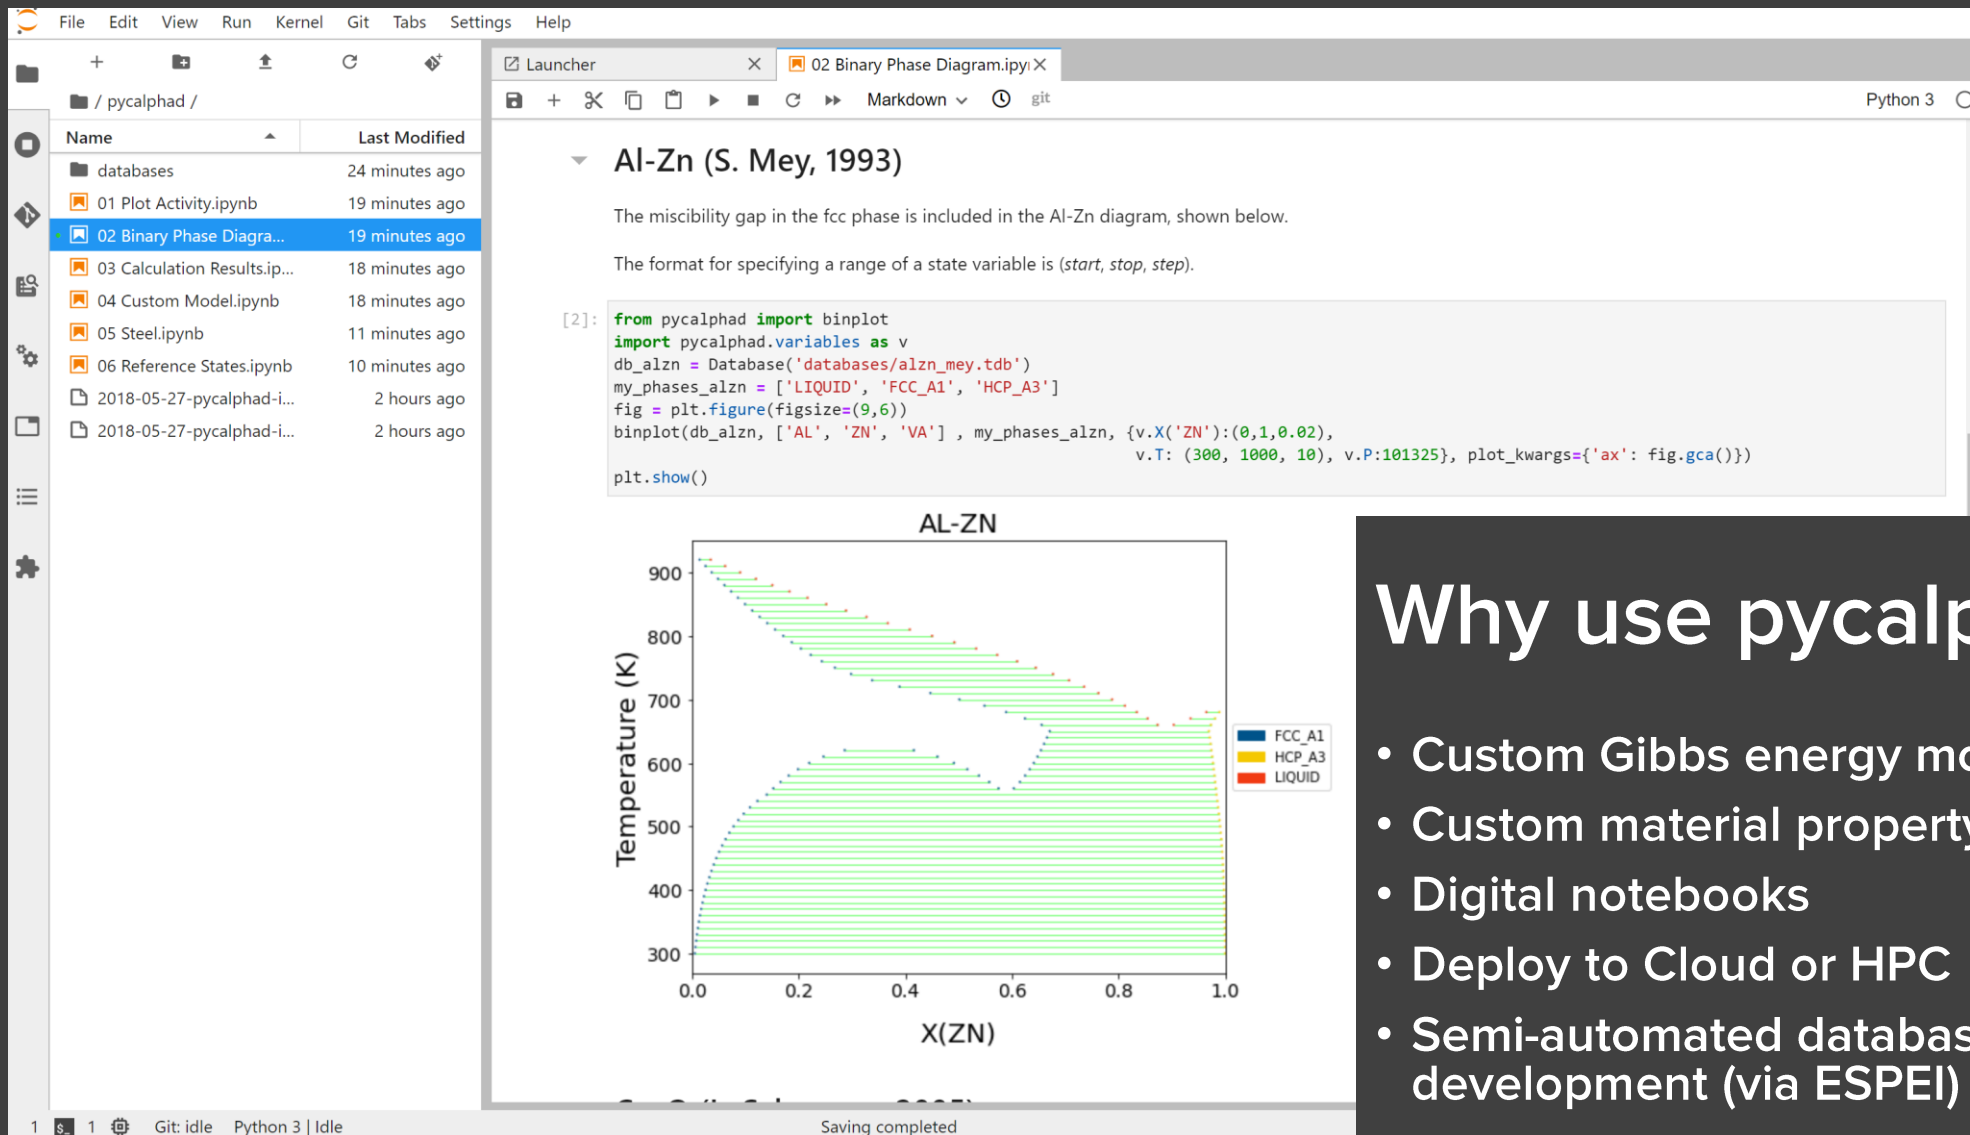 File Edit View Run Kernel Git Tabs Settings Help
/ pycalphad /
Name Last Modified
databases 24 minutes ago
01 Plot Activity.ipynb 19 minutes ago
02 Binary Phase Diagra... 19 minutes ago
03 Calculation Results.ip... 18 minutes ago
04 Custom Model.ipynb 18 minutes ago
05 Steel.ipynb 11 minutes ago
06 Reference States.ipynb 10 minutes ago
2018-05-27-pycalphad-i... 2 hours ago
2018-05-27-pycalphad-i... 2 hours ago
Launcher
02 Binary Phase Diagram.ipy
Markdown git Python 3
Al-Zn (S. Mey, 1993)
The miscibility gap in the fcc phase is included in the Al-Zn diagram, shown below.
The format for specifying a range of a state variable is (start, stop, step).
[2]: from pycalphad import binplot
import pycalphad.variables as v
db_alzn = Database('databases/alzn_mey.tdb')
my_phases_alzn = ['LIQUID', 'FCC_A1', 'HCP_A3']
fig = plt.figure(figsize=(9,6))
binplot(db_alzn, ['AL', 'ZN', 'VA'] , my_phases_alzn, {v.X('ZN'):(0,1,0.02),
v.T: (300, 1000, 10), v.P:101325}, plot_kwargs={'ax': fig.gca()})
plt.show()
AL-ZN
900
800
700
600
500
400
300
Temperature (K)
0.0 0.2 0.4 0.6 0.8 1.0
X(ZN)
FCC_A1
HCP_A3
LIQUID
Why use pycalp
• Custom Gibbs energy mo
• Custom material property
• Digital notebooks
• Deploy to Cloud or HPC
• Semi-automated databas
development (via ESPEI)
1 $_ 1 Git: idle Python 3 | Idle Saving completed